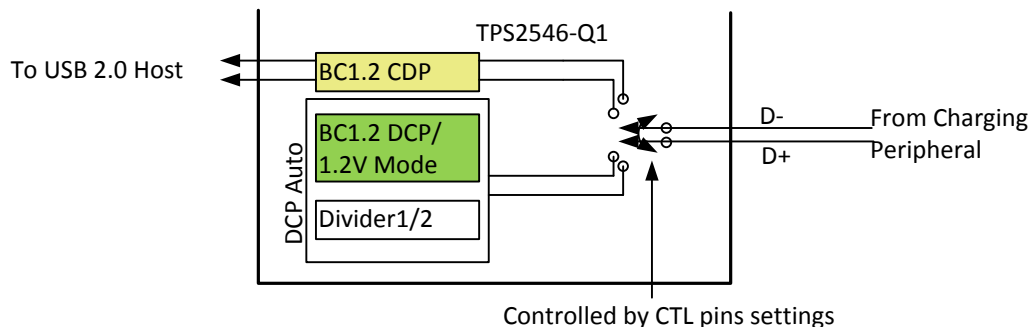 TPS2546-Q1
To USB 2.0 Host
BC1.2 CDP
D-
From Charging
Peripheral
D+
DCP Auto
BC1.2 DCP/
1.2V Mode
Divider1/2
Controlled by CTL pins settings